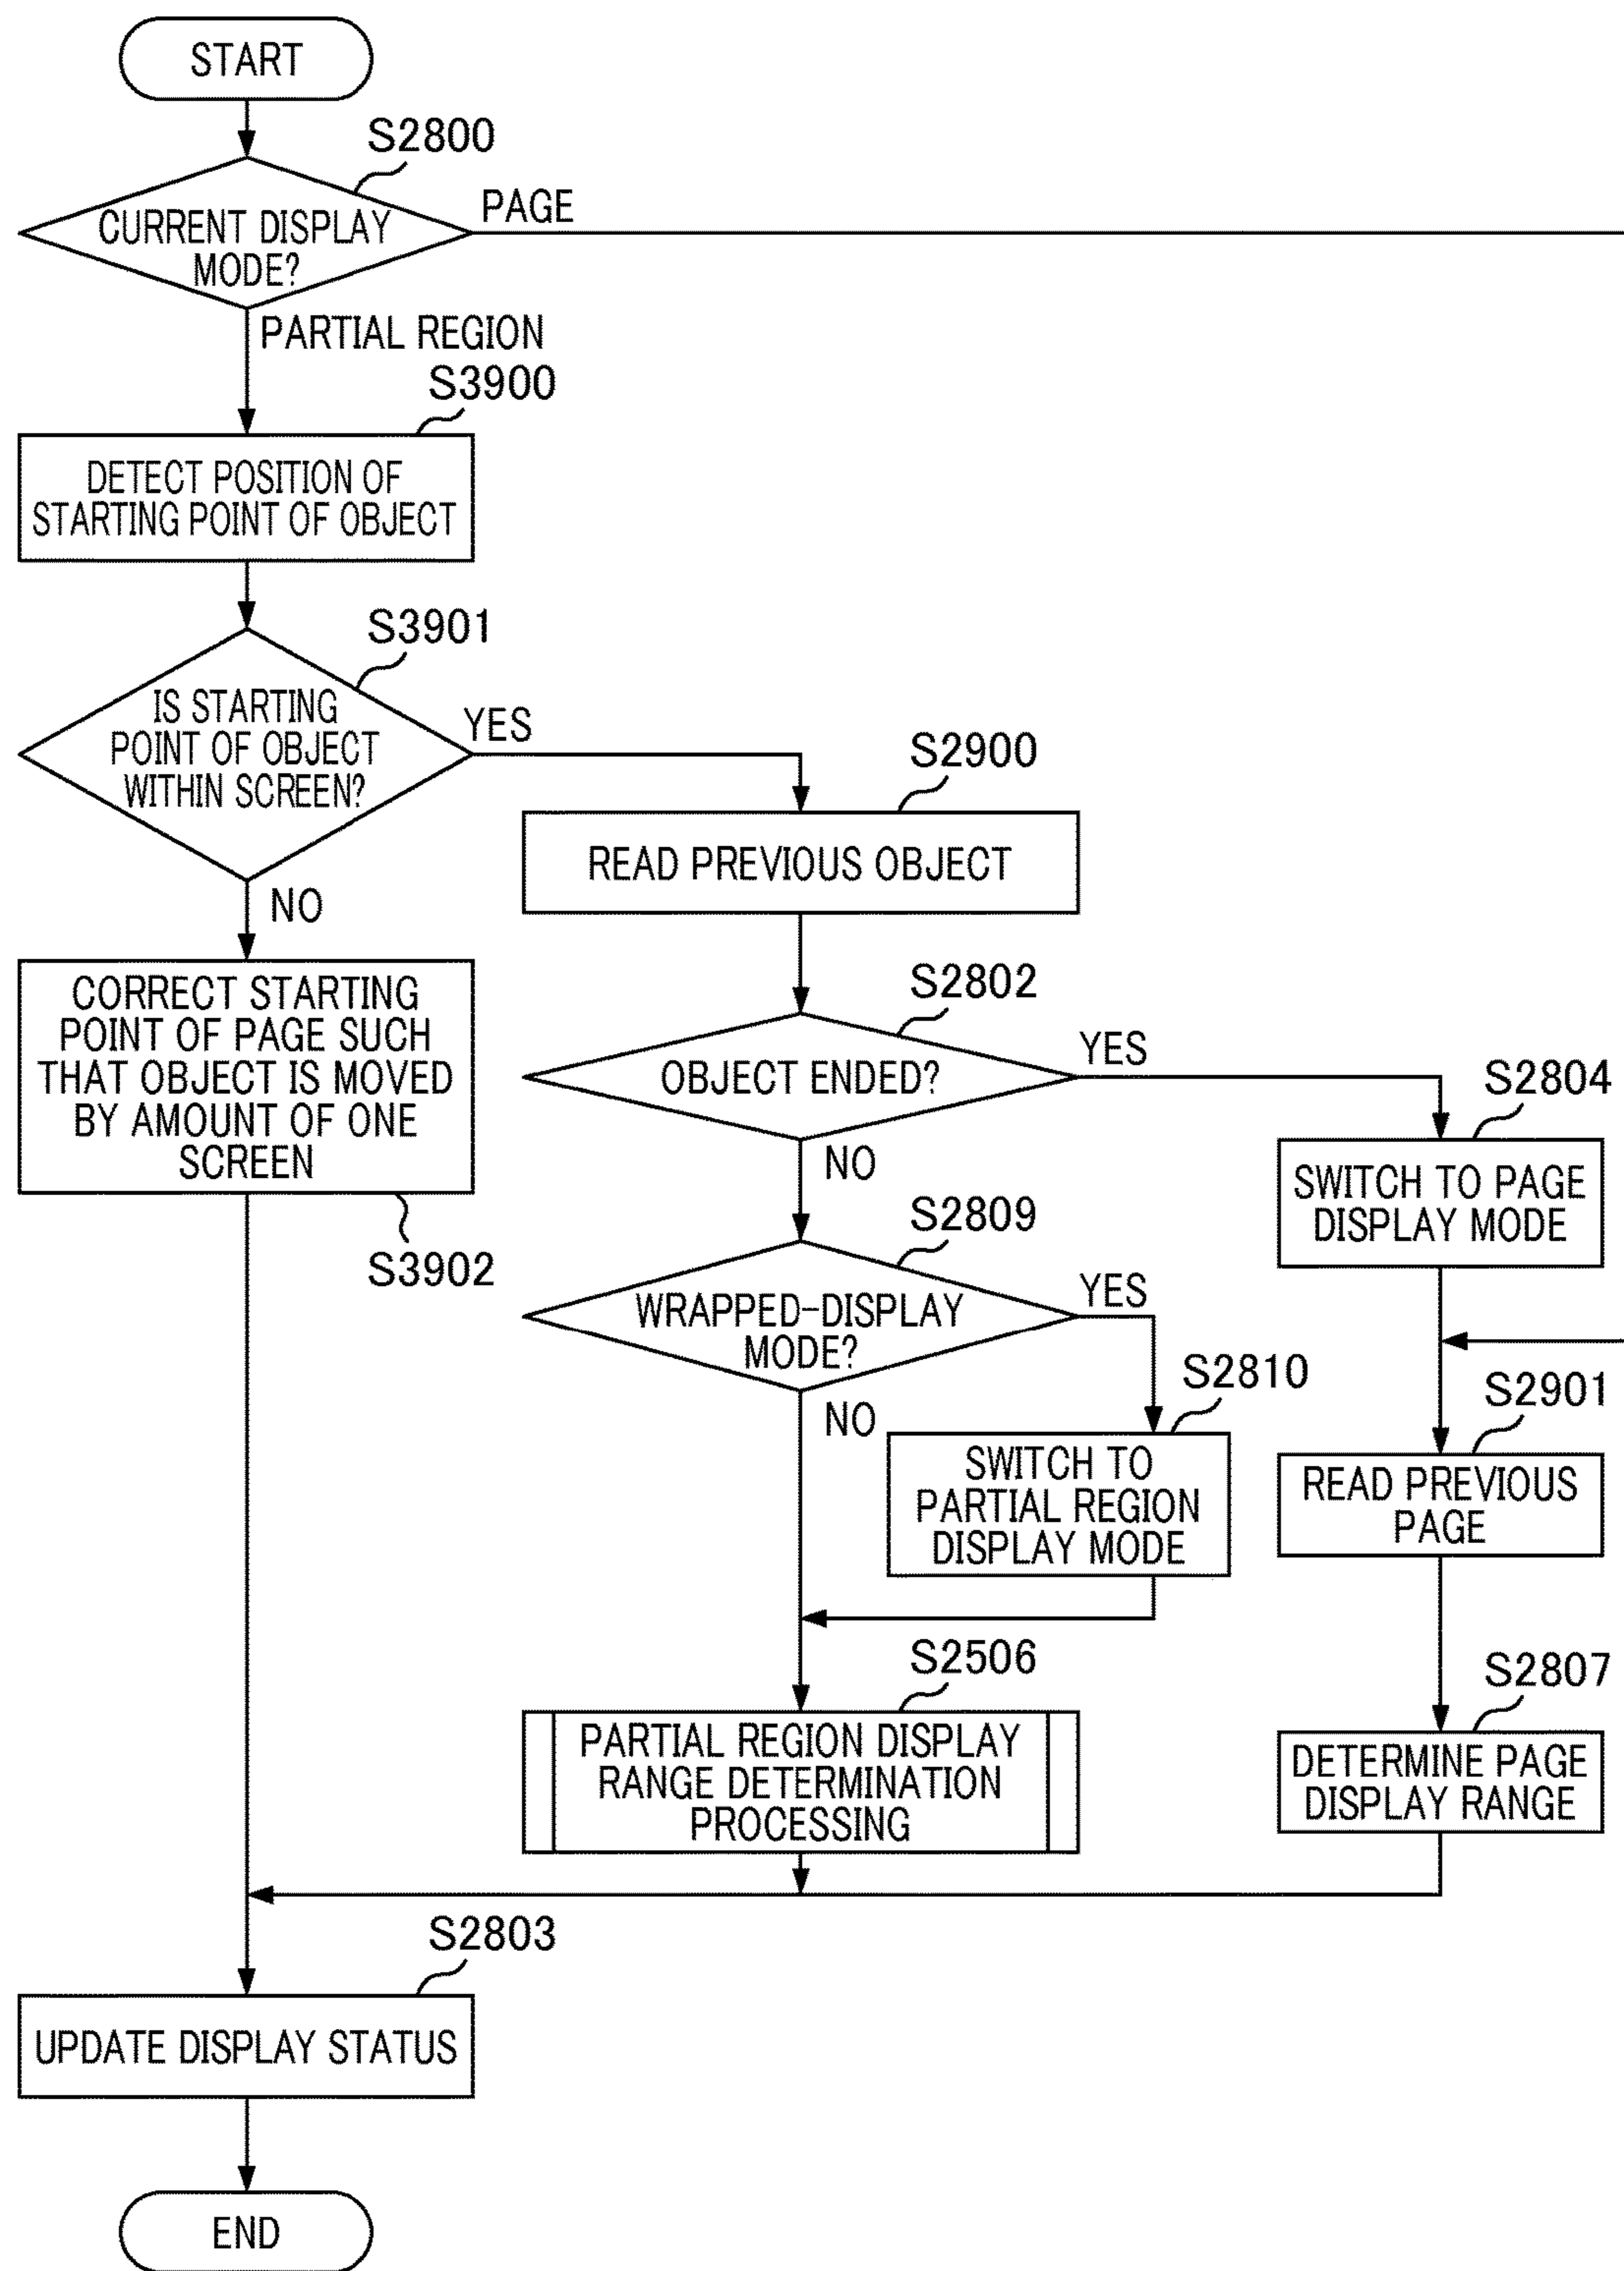 START
S2800
CURRENT DISPLAY
MODE?
PAGE
PARTIAL REGION
S3900
DETECT POSITION OF
STARTING POINT OF OBJECT
S3901
IS STARTING
POINT OF OBJECT
WITHIN SCREEN?
YES
NO
S2900
READ PREVIOUS OBJECT
CORRECT STARTING
POINT OF PAGE SUCH
THAT OBJECT IS MOVED
BY AMOUNT OF ONE
SCREEN
S3902
S2802
OBJECT ENDED?
YES
NO
S2804
SWITCH TO PAGE
DISPLAY MODE
S2809
WRAPPED-DISPLAY
MODE?
YES
NO
S2810
SWITCH TO
PARTIAL REGION
DISPLAY MODE
S2901
READ PREVIOUS
PAGE
S2506
PARTIAL REGION DISPLAY
RANGE DETERMINATION
PROCESSING
S2807
DETERMINE PAGE
DISPLAY RANGE
S2803
UPDATE DISPLAY STATUS
END